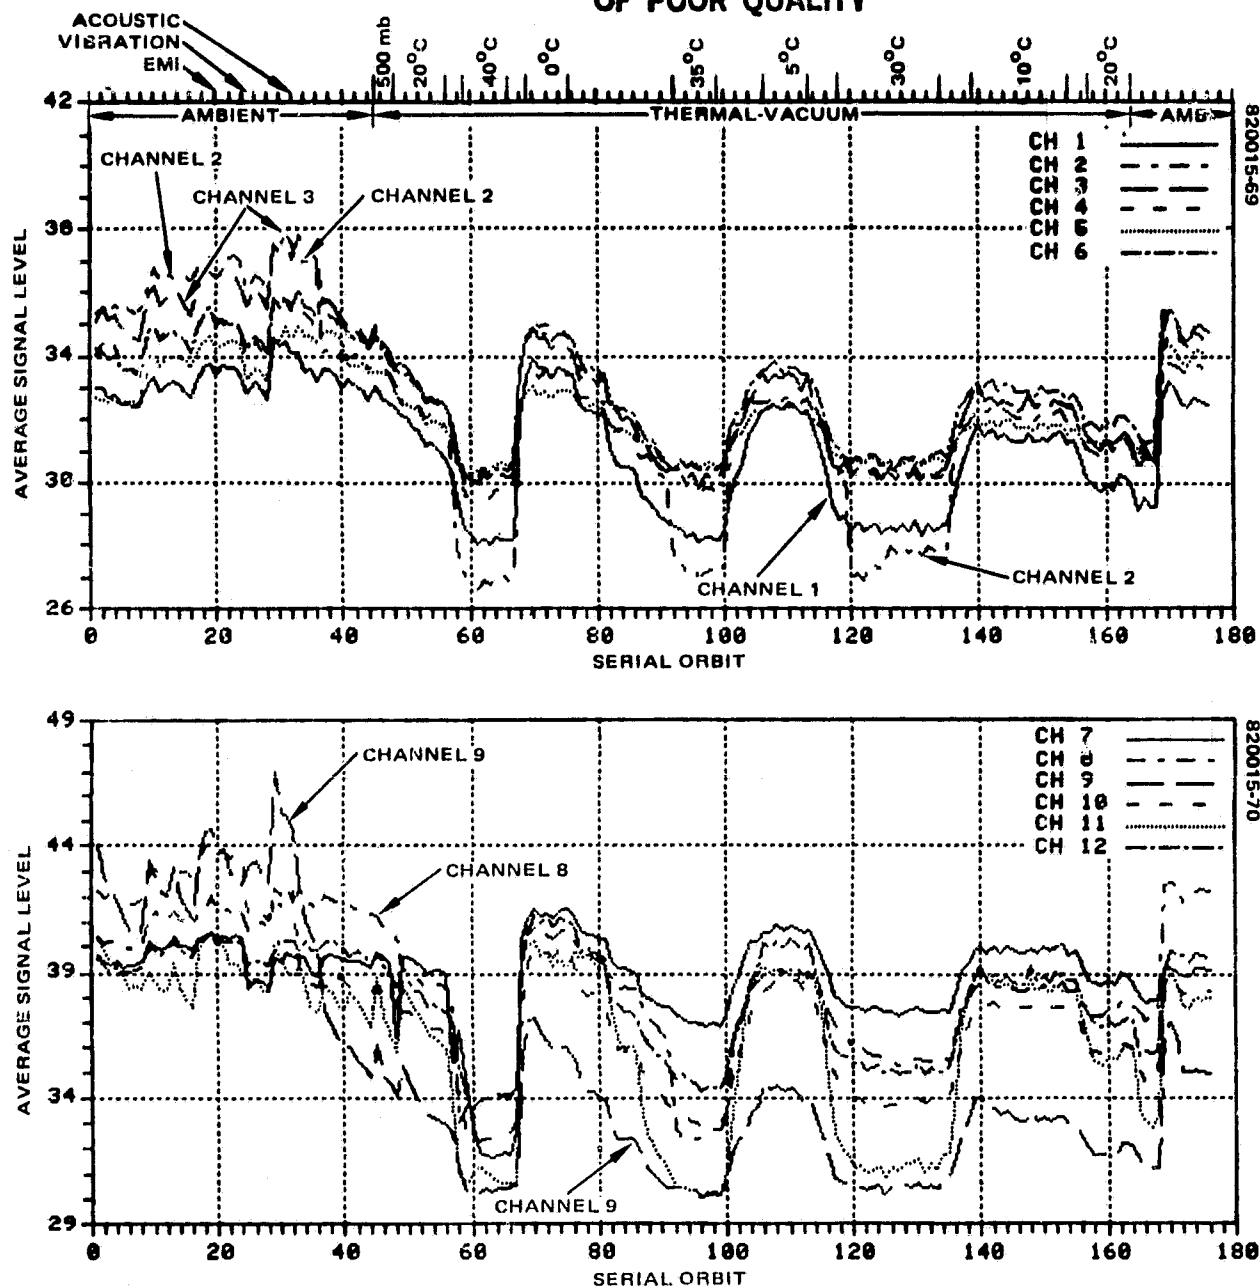 OF POOR QUALITY
ACOUSTIC
VIBRATION
EMI
500 mb
20°C
40°C
0°C
35°C
5°C
30°C
10°C
20°C
AMBIENT
THERMAL-VACUUM
AMB
820015-69
42
38
34
30
26
AVERAGE SIGNAL LEVEL
CHANNEL 2
CHANNEL 3
CHANNEL 2
CH 1
CH 2
CH 3
CH 4
CH 5
CH 6
CHANNEL 1
CHANNEL 2
0 20 40 60 80 100 120 140 160 180
SERIAL ORBIT
820015-70
49
44
39
34
29
AVERAGE SIGNAL LEVEL
CHANNEL 9
CHANNEL 8
CH 7
CH 8
CH 9
CH 10
CH 11
CH 12
CHANNEL 9
0 20 40 60 80 100 120 140 160 180
SERIAL ORBIT